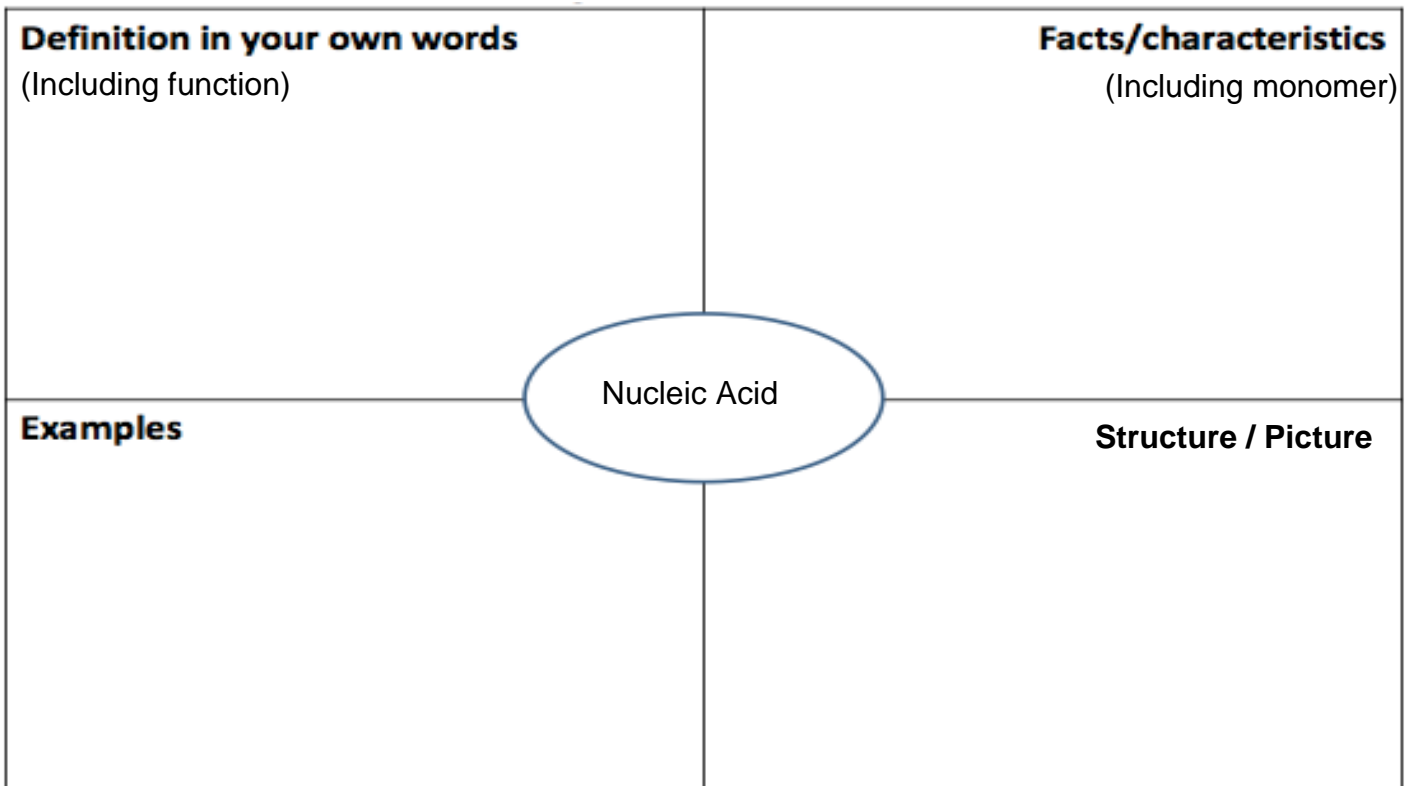 Definition in your own words
(Including function)
Facts/characteristics
(Including monomer)
Nucleic Acid
Examples
Structure / Picture